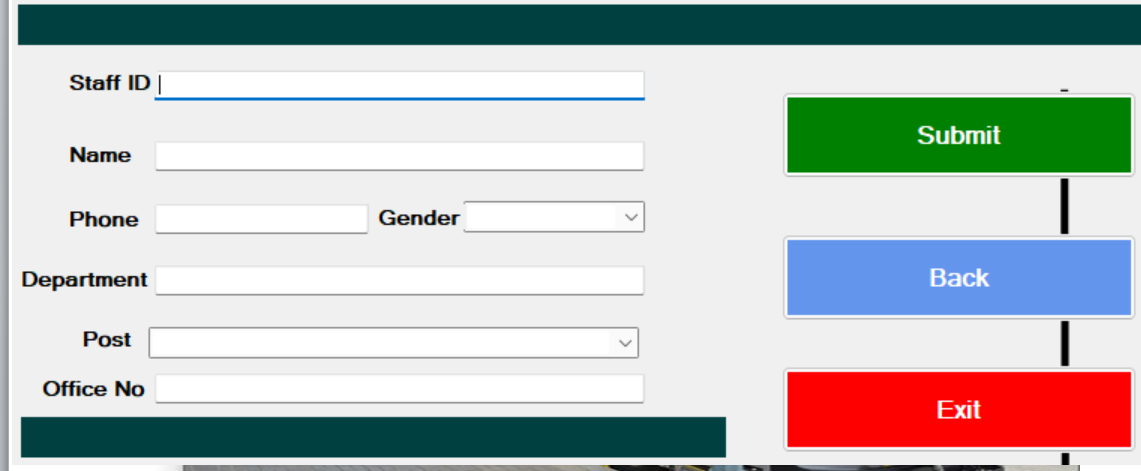 Staff ID
Submit
Name
Phone
Gender
Back
Department
Post
Office No
Exit